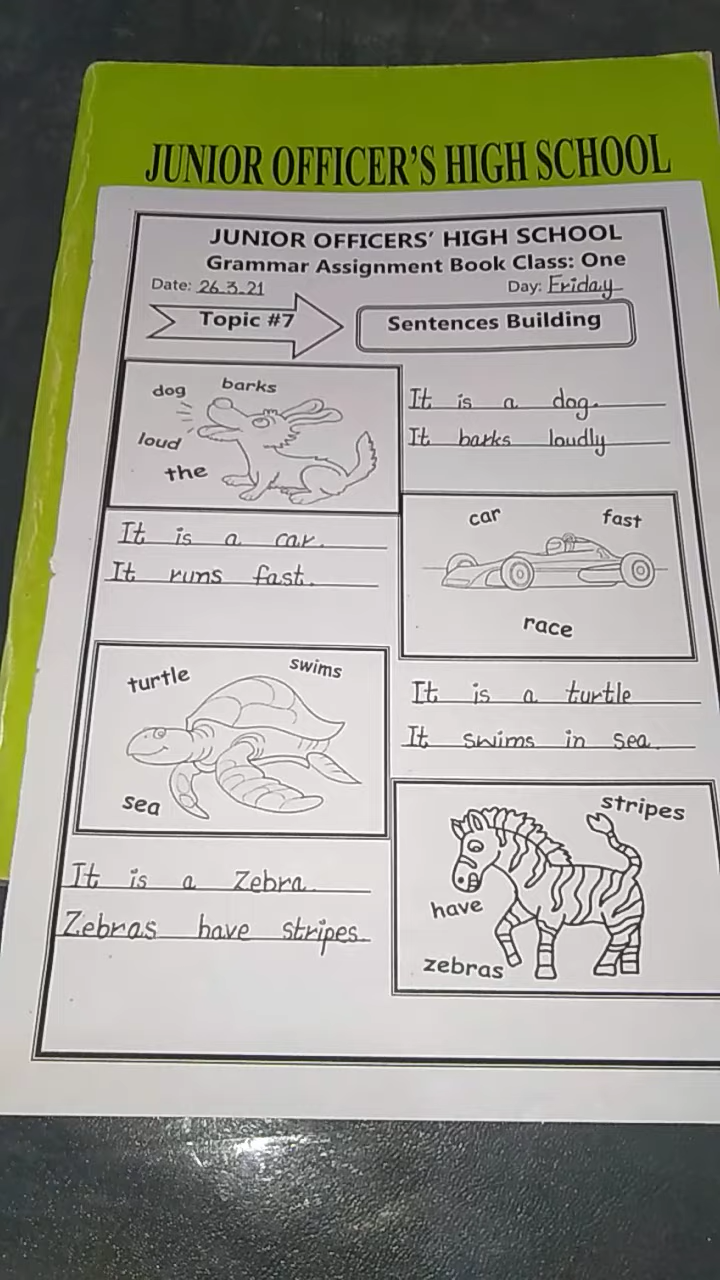 JUNIOR OFFICER'S HIGH SCHOOL
JUNIOR OFFICERS' HIGH SCHOOL
Grammar Assignment Book Class: One
Date: 26.3.21 Day: Friday
Topic #7 Sentences Building
dog barks
loud
the
It is a dog.
It barks loudly
car fast
race
It is a car.
It runs fast.
turtle swims
sea
It is a turtle
It swims in sea
stripes
have
zebras
It is a Zebra
Zebras have stripes